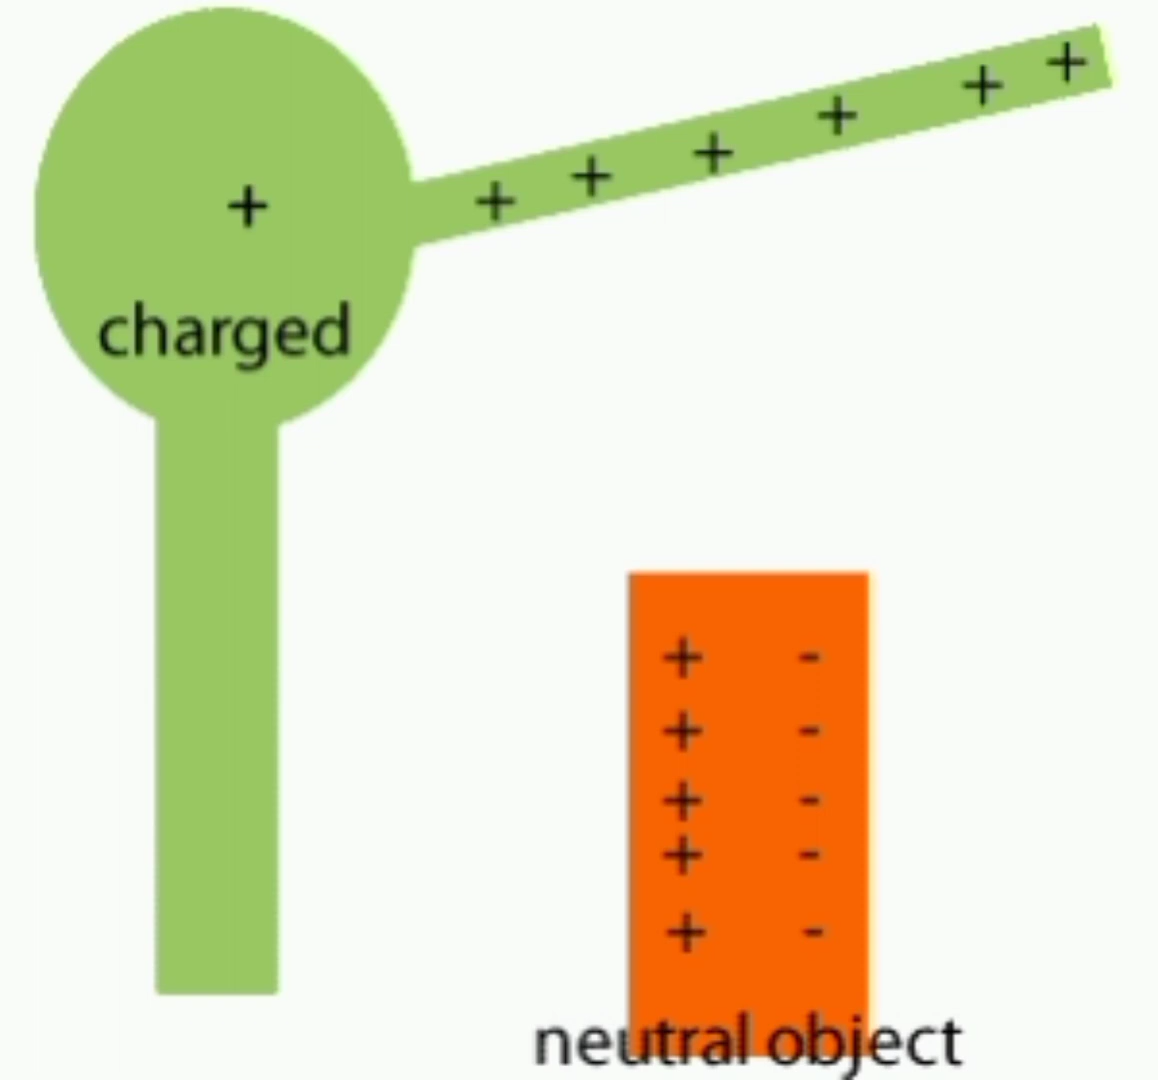 + + + + + + +
charged
+ -
+ -
+ -
+ -
+ -
neutral object